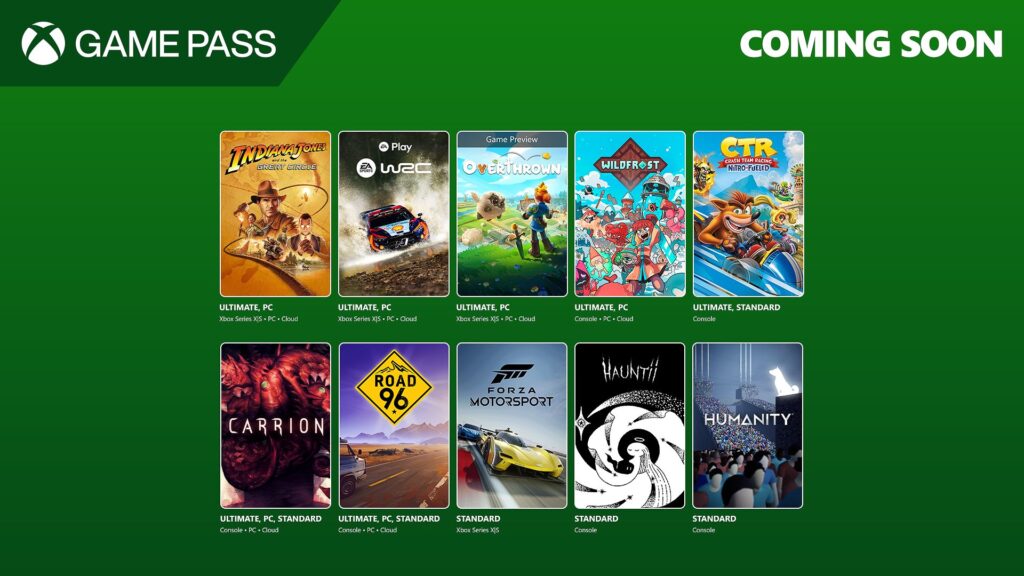 GAME PASS
COMING SOON
INDIANA JONES
and the
GREAT CIRCLE
ULTIMATE, PC
Xbox Series X|S • PC • Cloud
EA Play
EA SPORTS WRC
ULTIMATE, PC
Xbox Series X|S • PC • Cloud
Game Preview
OVERTHROWN
ULTIMATE, PC
Xbox Series X|S • PC • Cloud
WILDFROST
ULTIMATE, PC
Console • PC • Cloud
CTR
CRASH TEAM RACING
NITRO-FUELED
ULTIMATE, STANDARD
Console
CARRION
ULTIMATE, PC, STANDARD
Console • PC • Cloud
ROAD
96
ULTIMATE, PC, STANDARD
Console • PC • Cloud
FORZA
MOTORSPORT
STANDARD
Xbox Series X|S
HAUNTII
STANDARD
Console
HUMANITY
STANDARD
Console